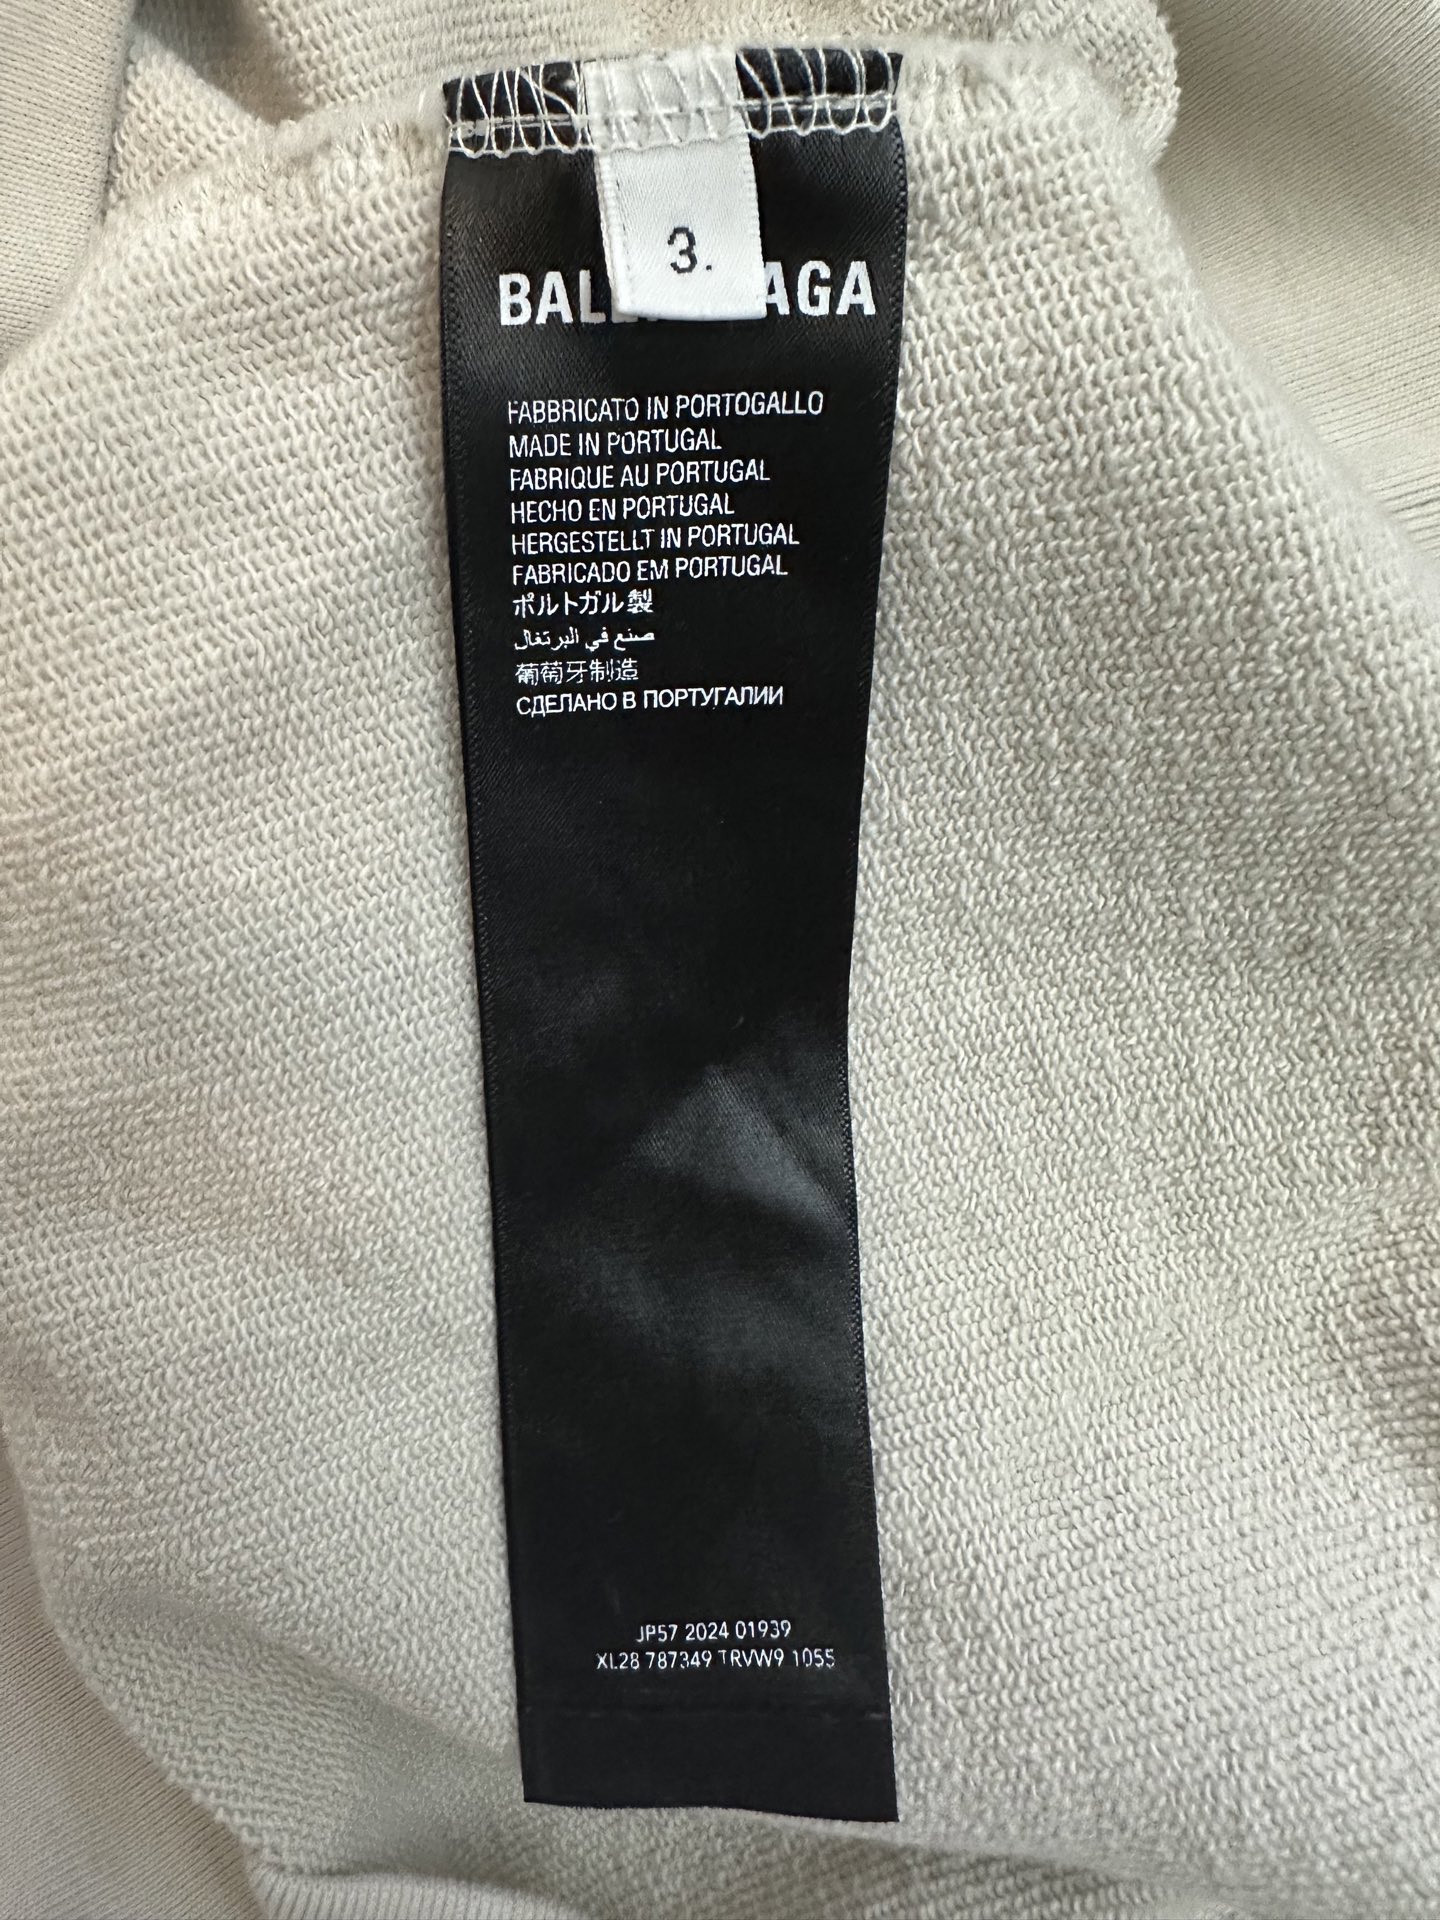 3.
BAL AGA
FABBRICATO IN PORTOGALLO
MADE IN PORTUGAL
FABRIQUE AU PORTUGAL
HECHO EN PORTUGAL
HERGESTELLT IN PORTUGAL
FABRICADO EM PORTUGAL
ポルトガル製
صنع في البرتغال
葡萄牙制造
СДЕЛАНО В ПОРТУГАЛИИ
JP57 2024 01939
XL28 787349 TRVW9 1055